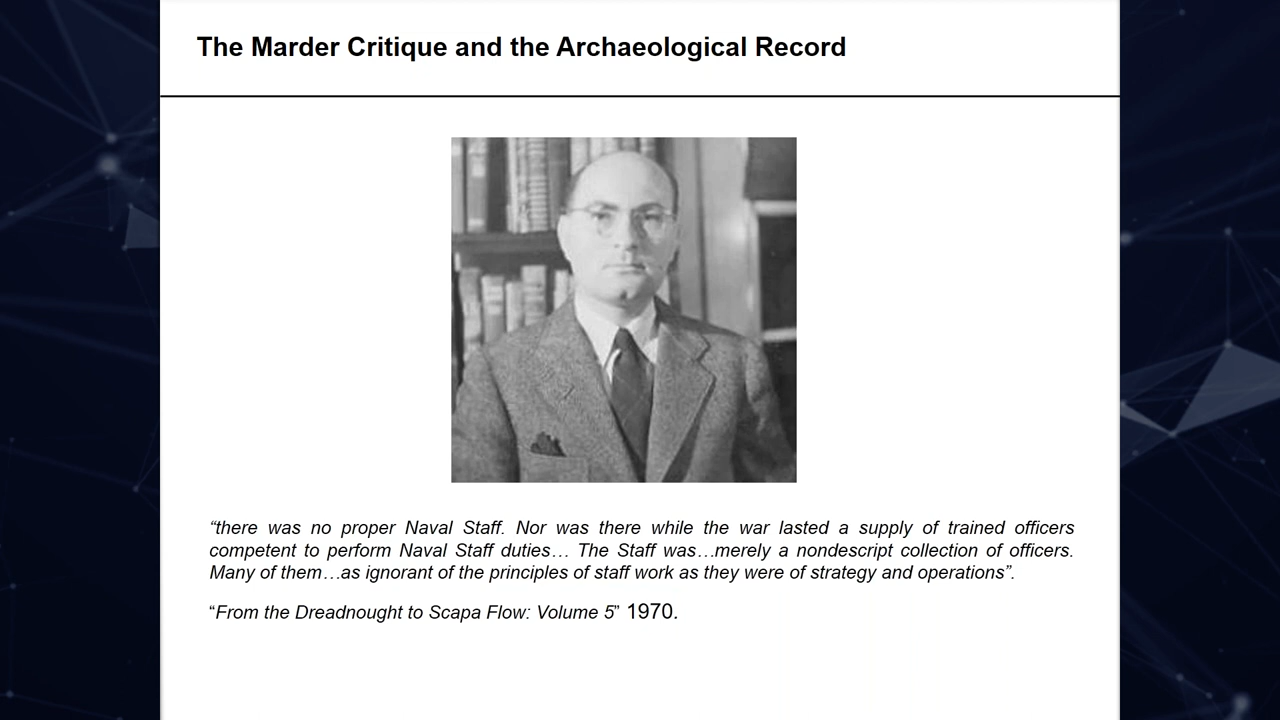 The Marder Critique and the Archaeological Record
“there was no proper Naval Staff. Nor was there while the war lasted a supply of trained officers
competent to perform Naval Staff duties… The Staff was…merely a nondescript collection of officers.
Many of them…as ignorant of the principles of staff work as they were of strategy and operations”.
“From the Dreadnought to Scapa Flow: Volume 5” 1970.